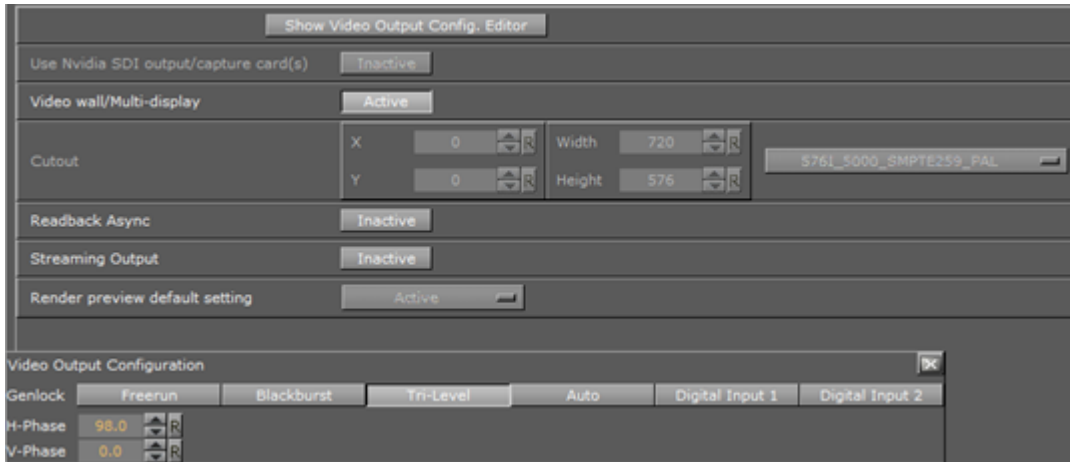 Show Video Output Config. Editor
Use Nvidia SDI output/capture card(s) Inactive
Video wall/Multi-display Active
Cutout X 0 R Width 720 R 576I_5000_SMPTE259_PAL
Y 0 R Height 576 R
Readback Async Inactive
Streaming Output Inactive
Render preview default setting Active
Video Output Configuration
Genlock Freerun Blackburst Tri-Level Auto Digital Input 1 Digital Input 2
H-Phase 98.0 R
V-Phase 0.0 R